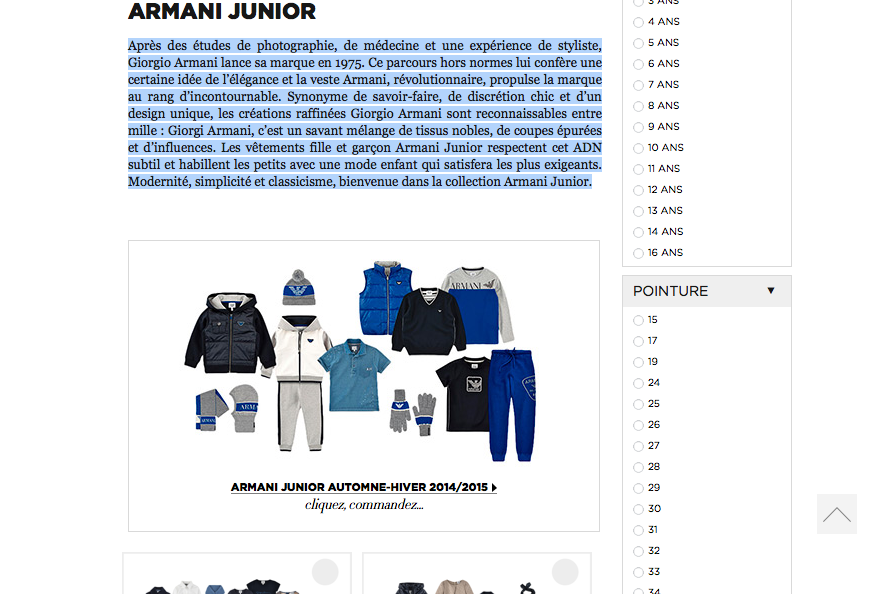 ARMANI JUNIOR
Après des études de photographie, de médecine et une expérience de styliste,
Giorgio Armani lance sa marque en 1975. Ce parcours hors normes lui confère une
certaine idée de l'élégance et la veste Armani, révolutionnaire, propulse la marque
au rang d'incontournable. Synonyme de savoir-faire, de discrétion chic et d'un
design unique, les créations raffinées Giorgio Armani sont reconnaissables entre
mille : Giorgi Armani, c'est un savant mélange de tissus nobles, de coupes épurées
et d'influences. Les vêtements fille et garçon Armani Junior respectent cet ADN
subtil et habillent les petits avec une mode enfant qui satisfera les plus exigeants.
Modernité, simplicité et classicisme, bienvenue dans la collection Armani Junior.
ARMANI
ARMANI
ARM
ARMANI JUNIOR AUTOMNE-HIVER 2014/2015
cliquez, commandez...
3 ANS
4 ANS
5 ANS
6 ANS
7 ANS
8 ANS
9 ANS
10 ANS
11 ANS
12 ANS
13 ANS
14 ANS
16 ANS
POINTURE
15
17
19
24
25
26
27
28
29
30
31
32
33
34